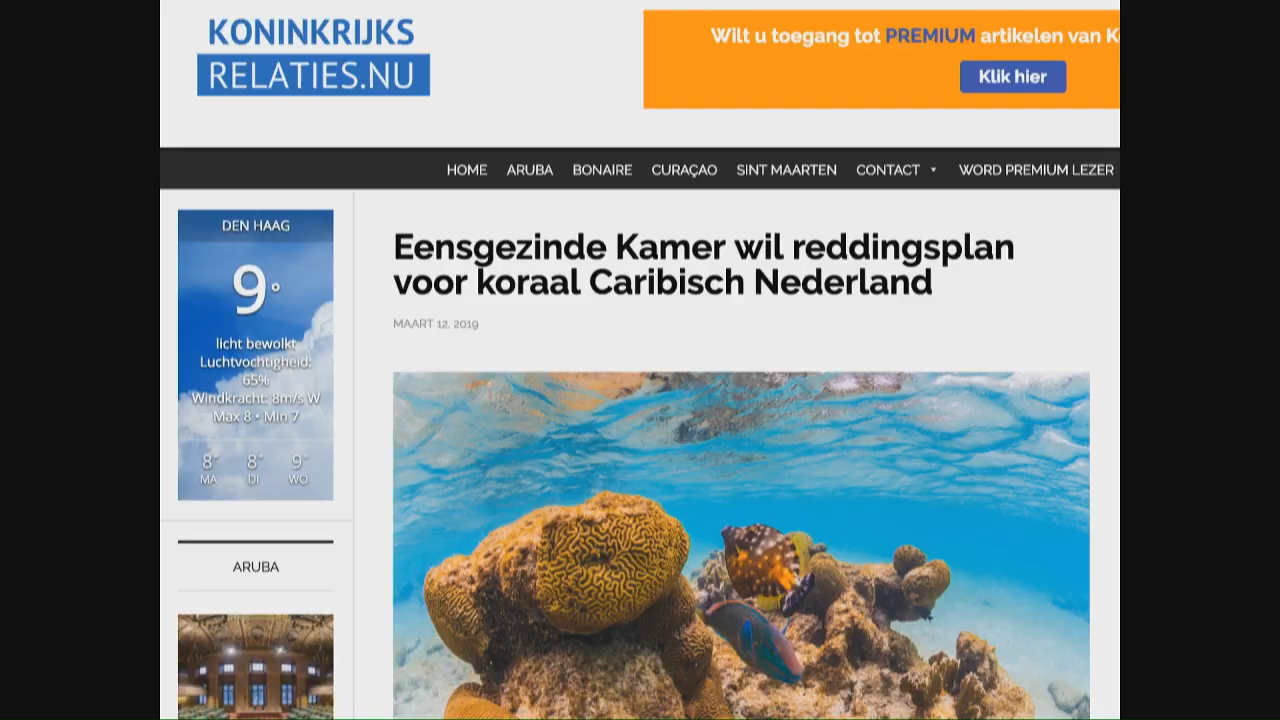 KONINKRIJKS
RELATIES.NU
Wilt u toegang tot PREMIUM artikelen van K
Klik hier
HOME ARUBA BONAIRE CURAÇAO SINT MAARTEN CONTACT WORD PREMIUM LEZER
DEN HAAG
9°
licht bewolkt
Luchtvochtigheid:
65%
Windkracht: 8m/s W
Max 8 • Min 7
8° 8° 9°
MA DI WO
ARUBA
Eensgezinde Kamer wil reddingsplan
voor koraal Caribisch Nederland
MAART 12, 2019